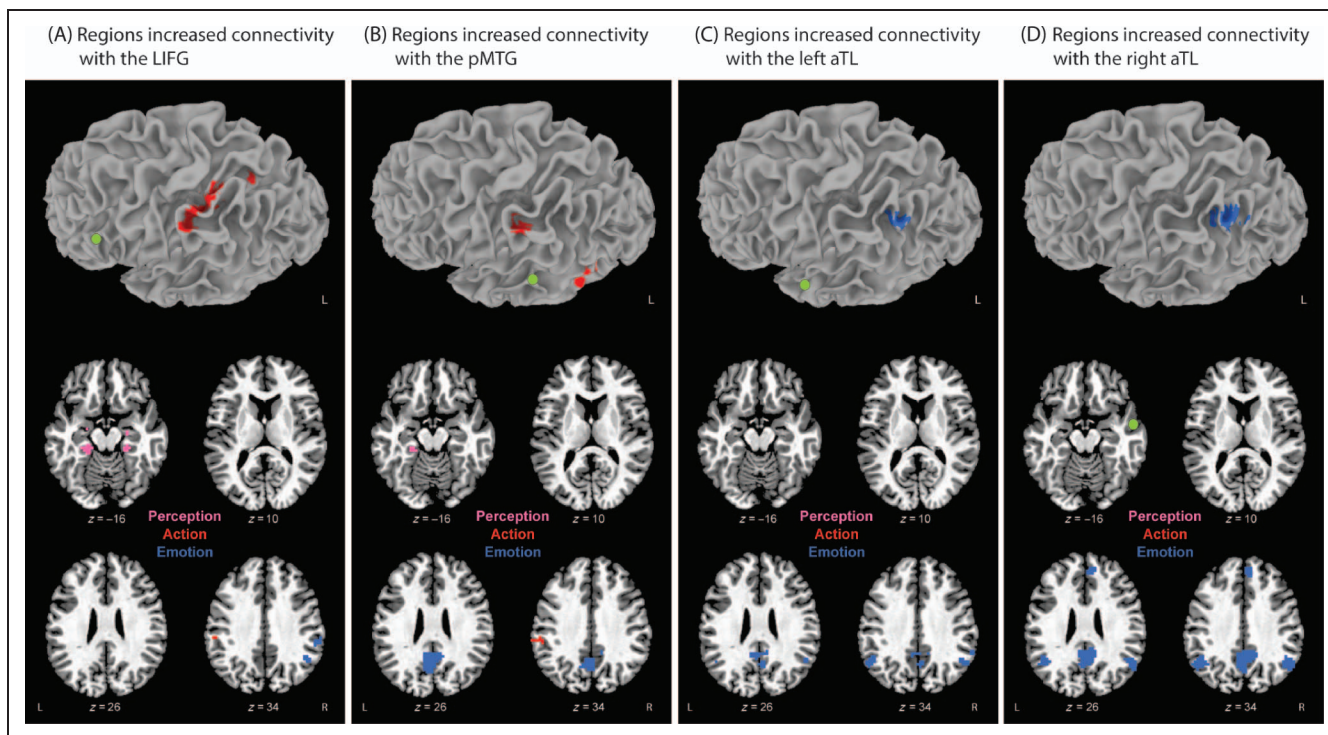 (A) Regions increased connectivity
with the LIFG
(B) Regions increased connectivity
with the pMTG
(C) Regions increased connectivity
with the left aTL
(D) Regions increased connectivity
with the right aTL
L
L
L
L
z = −16
Perception
z = 10
Action
Emotion
z = −16
Perception
z = 10
Action
Emotion
z = −16
Perception
z = 10
Action
Emotion
z = −16
Perception
z = 10
Action
Emotion
L
z = 26
z = 34
R
L
z = 26
z = 34
R
L
z = 26
z = 34
R
L
z = 26
z = 34
R